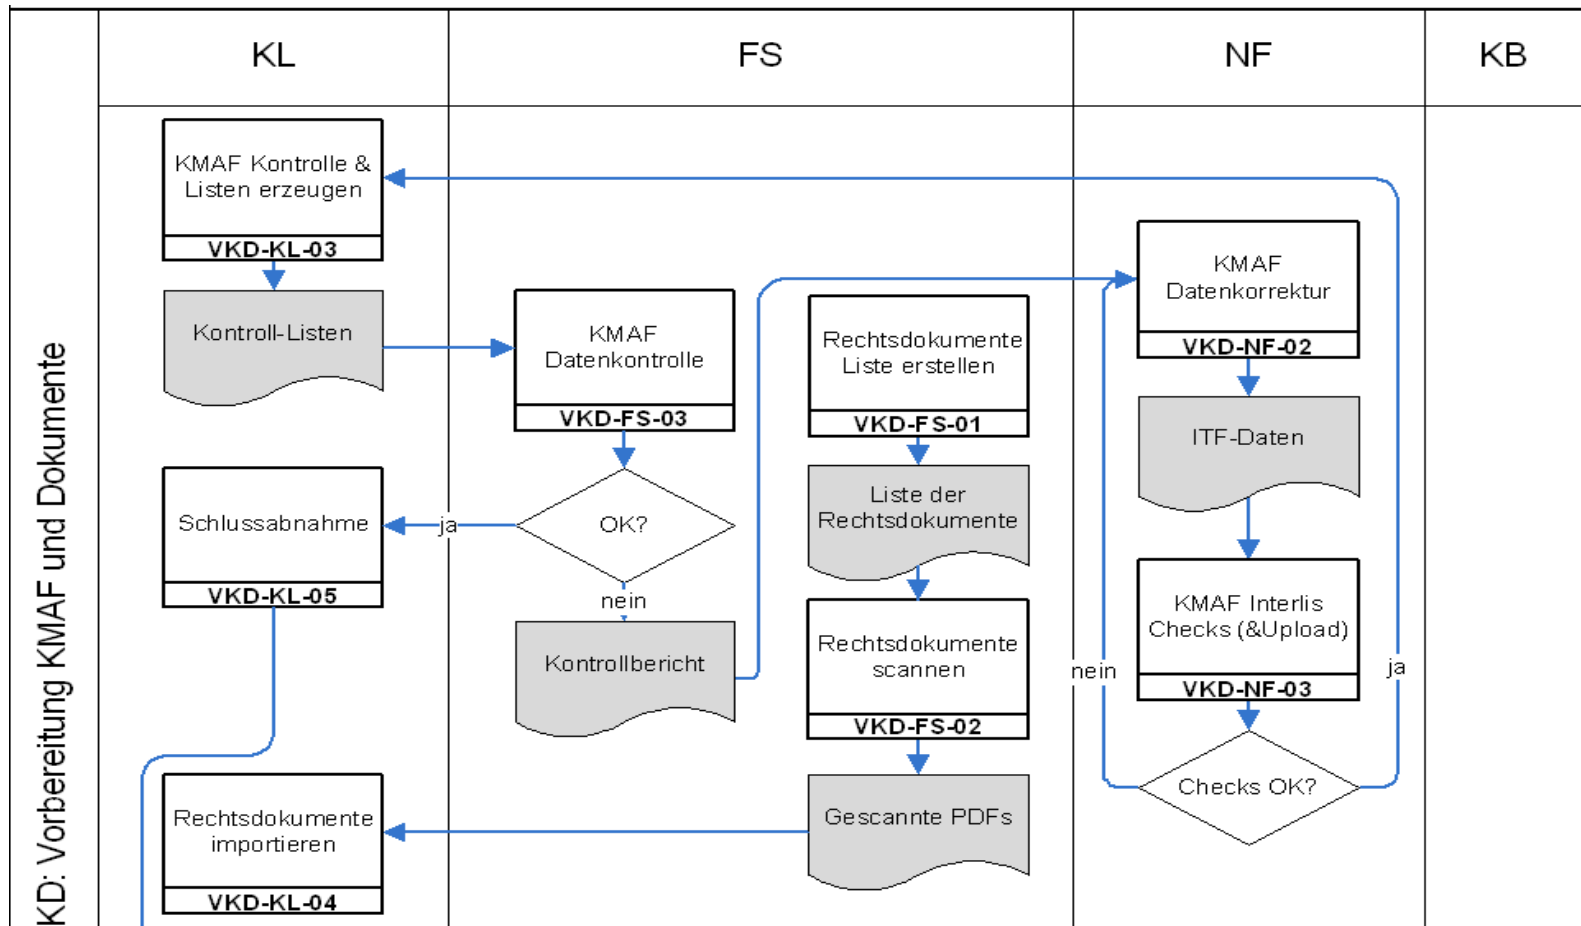 KL
FS
NF
KB
KD: Vorbereitung KMAF und Dokumente
KMAF Kontrolle &
Listen erzeugen
VKD-KL-03
Kontroll-Listen
Schlussabnahme
VKD-KL-05
Rechtsdokumente
importieren
VKD-KL-04
KMAF
Datenkontrolle
VKD-FS-03
OK?
ja
nein
Kontrollbericht
Rechtsdokumente
Liste erstellen
VKD-FS-01
Liste der
Rechtsdokumente
Rechtsdokumente
scannen
VKD-FS-02
Gescannte PDFs
KMAF
Datenkorrektur
VKD-NF-02
ITF-Daten
KMAF Interlis
Checks (&Upload)
VKD-NF-03
nein
ja
Checks OK?